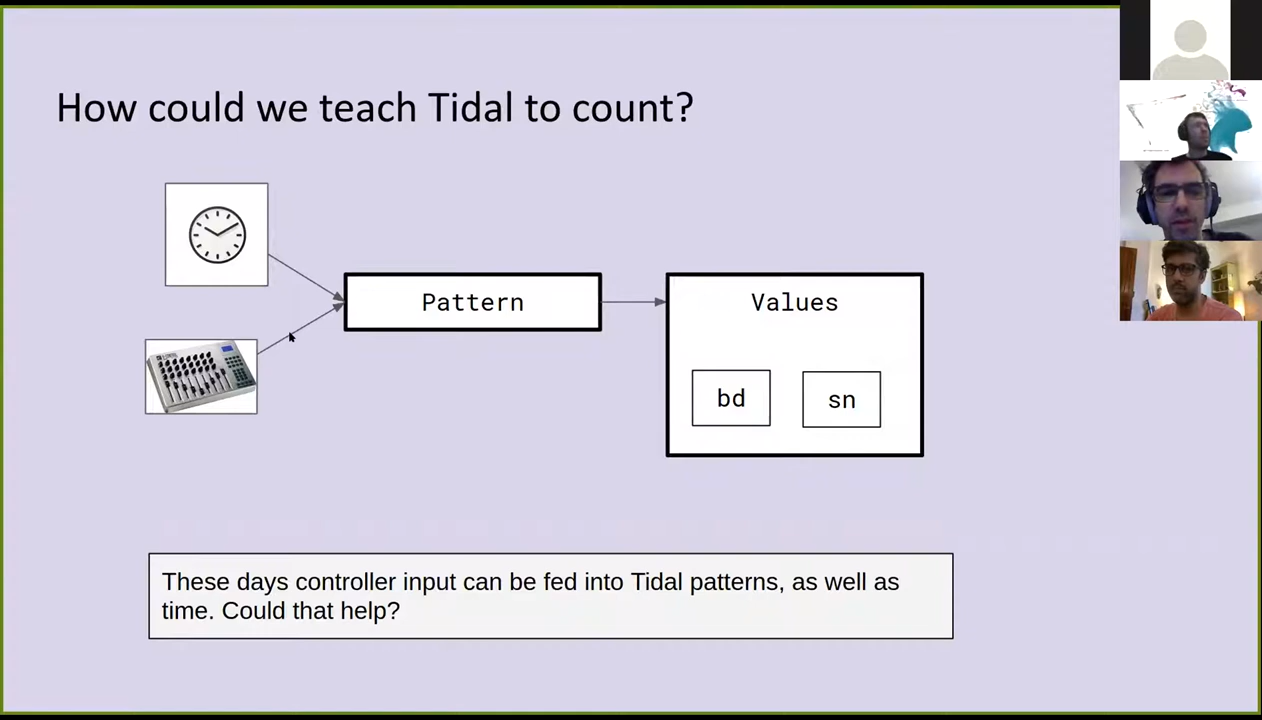 How could we teach Tidal to count?
Pattern
Values
bd
sn
These days controller input can be fed into Tidal patterns, as well as
time. Could that help?